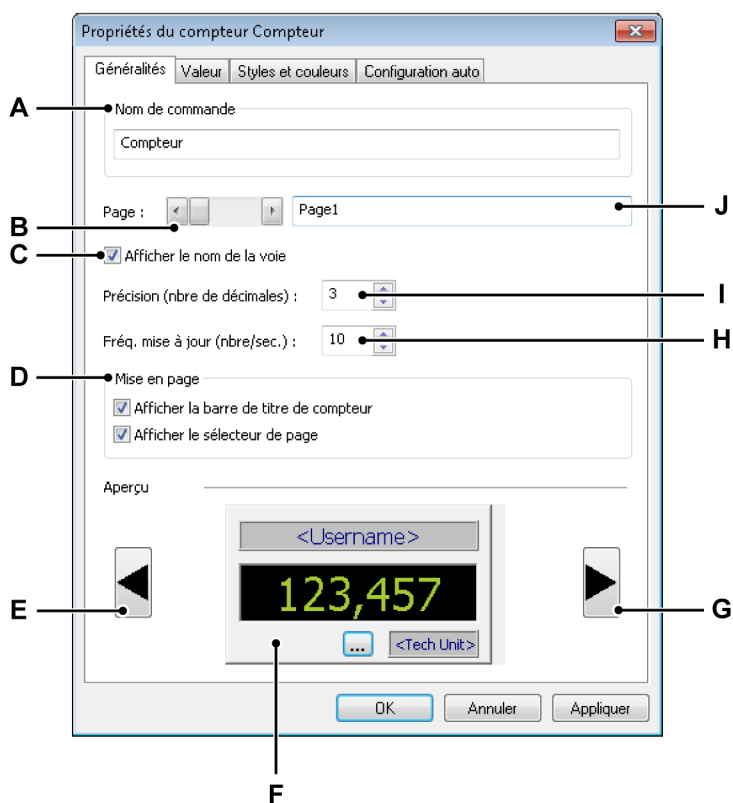 Propriétés du compteur Compteur
Généralités Valeur Styles et couleurs Configuration auto
A Nom de commande
Compteur
Page : Page1 J
B
C Afficher le nom de la voie
Précision (nbre de décimales) : 3 I
Fréq. mise à jour (nbre/sec.) : 10 H
D Mise en page
Afficher la barre de titre de compteur
Afficher le sélecteur de page
Aperçu
<Username>
123,457
E G
... <Tech Unit>
OK Annuler Appliquer
F